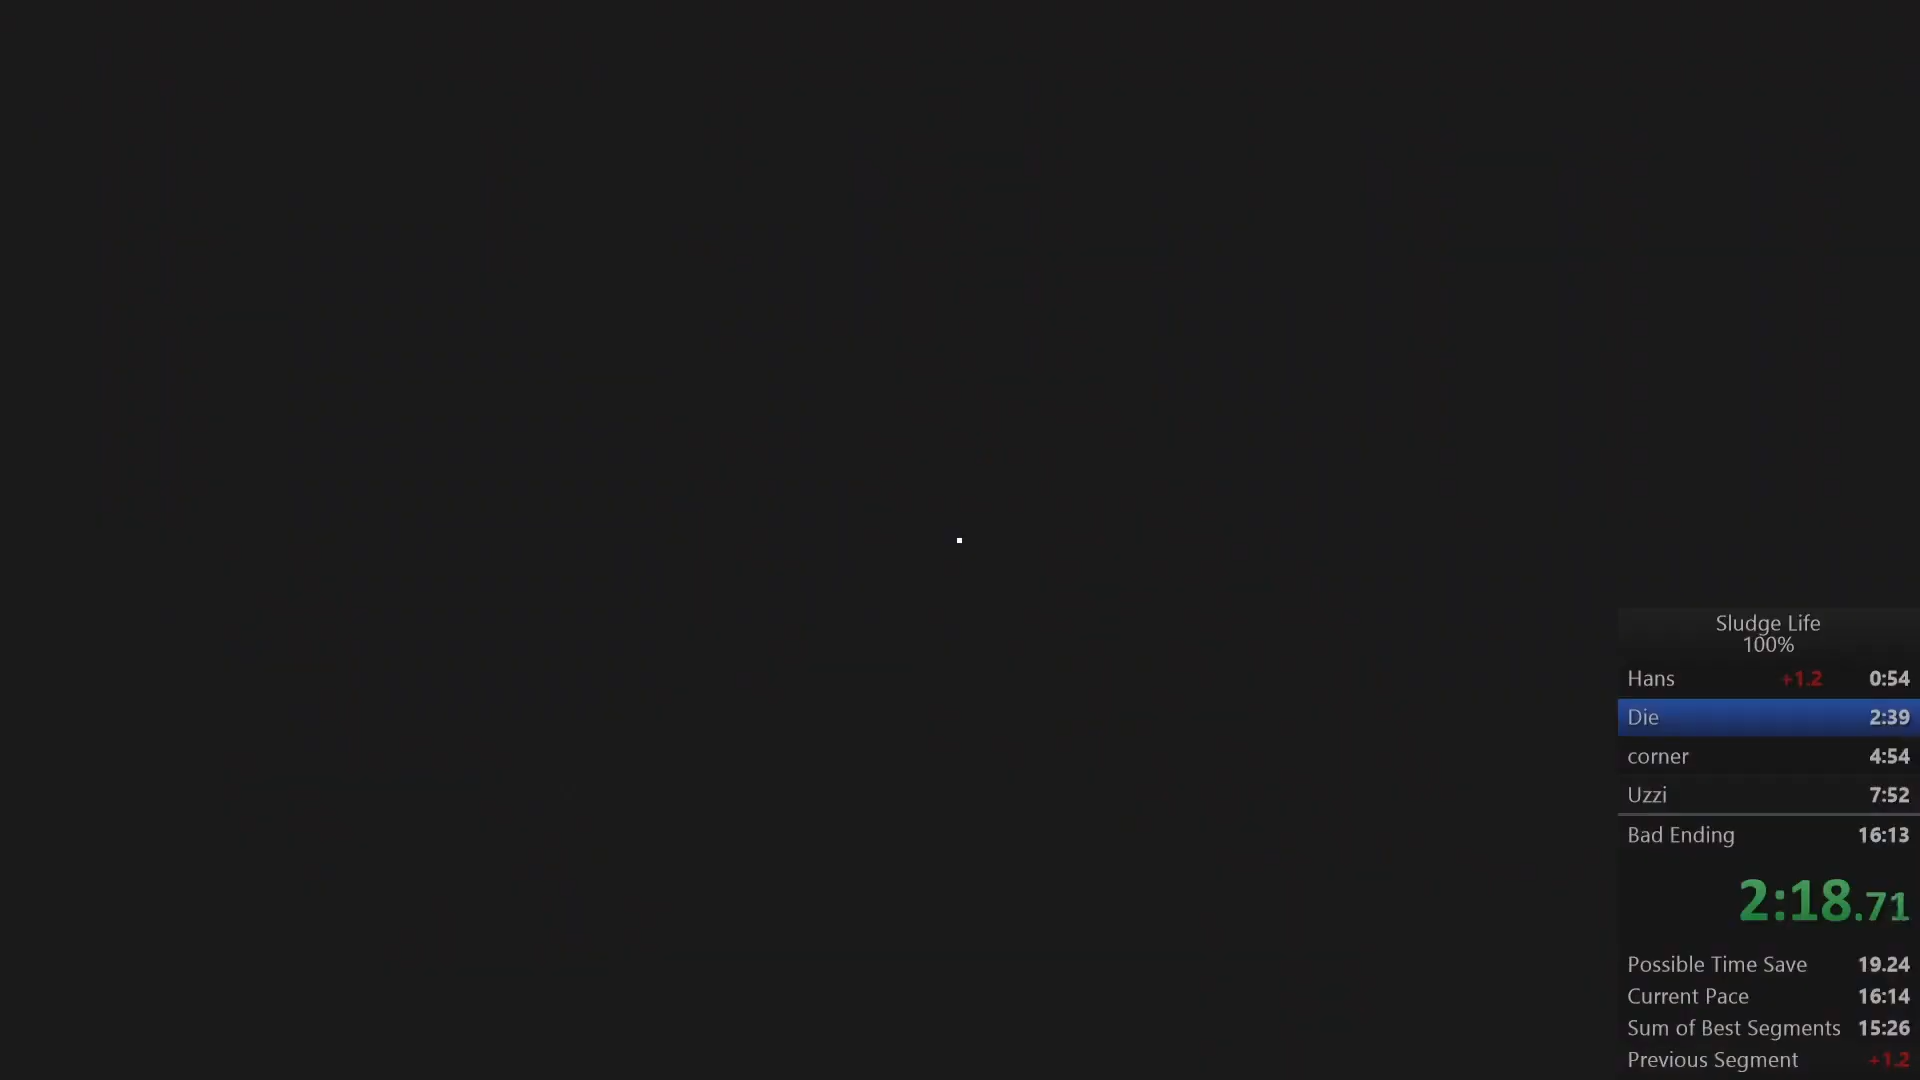 Sludge Life
100%
Hans +1.2 0:54
Die 2:39
corner 4:54
Uzzi 7:52
Bad Ending 16:13
2:18.71
Possible Time Save 19.24
Current Pace 16:14
Sum of Best Segments 15:26
Previous Segment +1.2